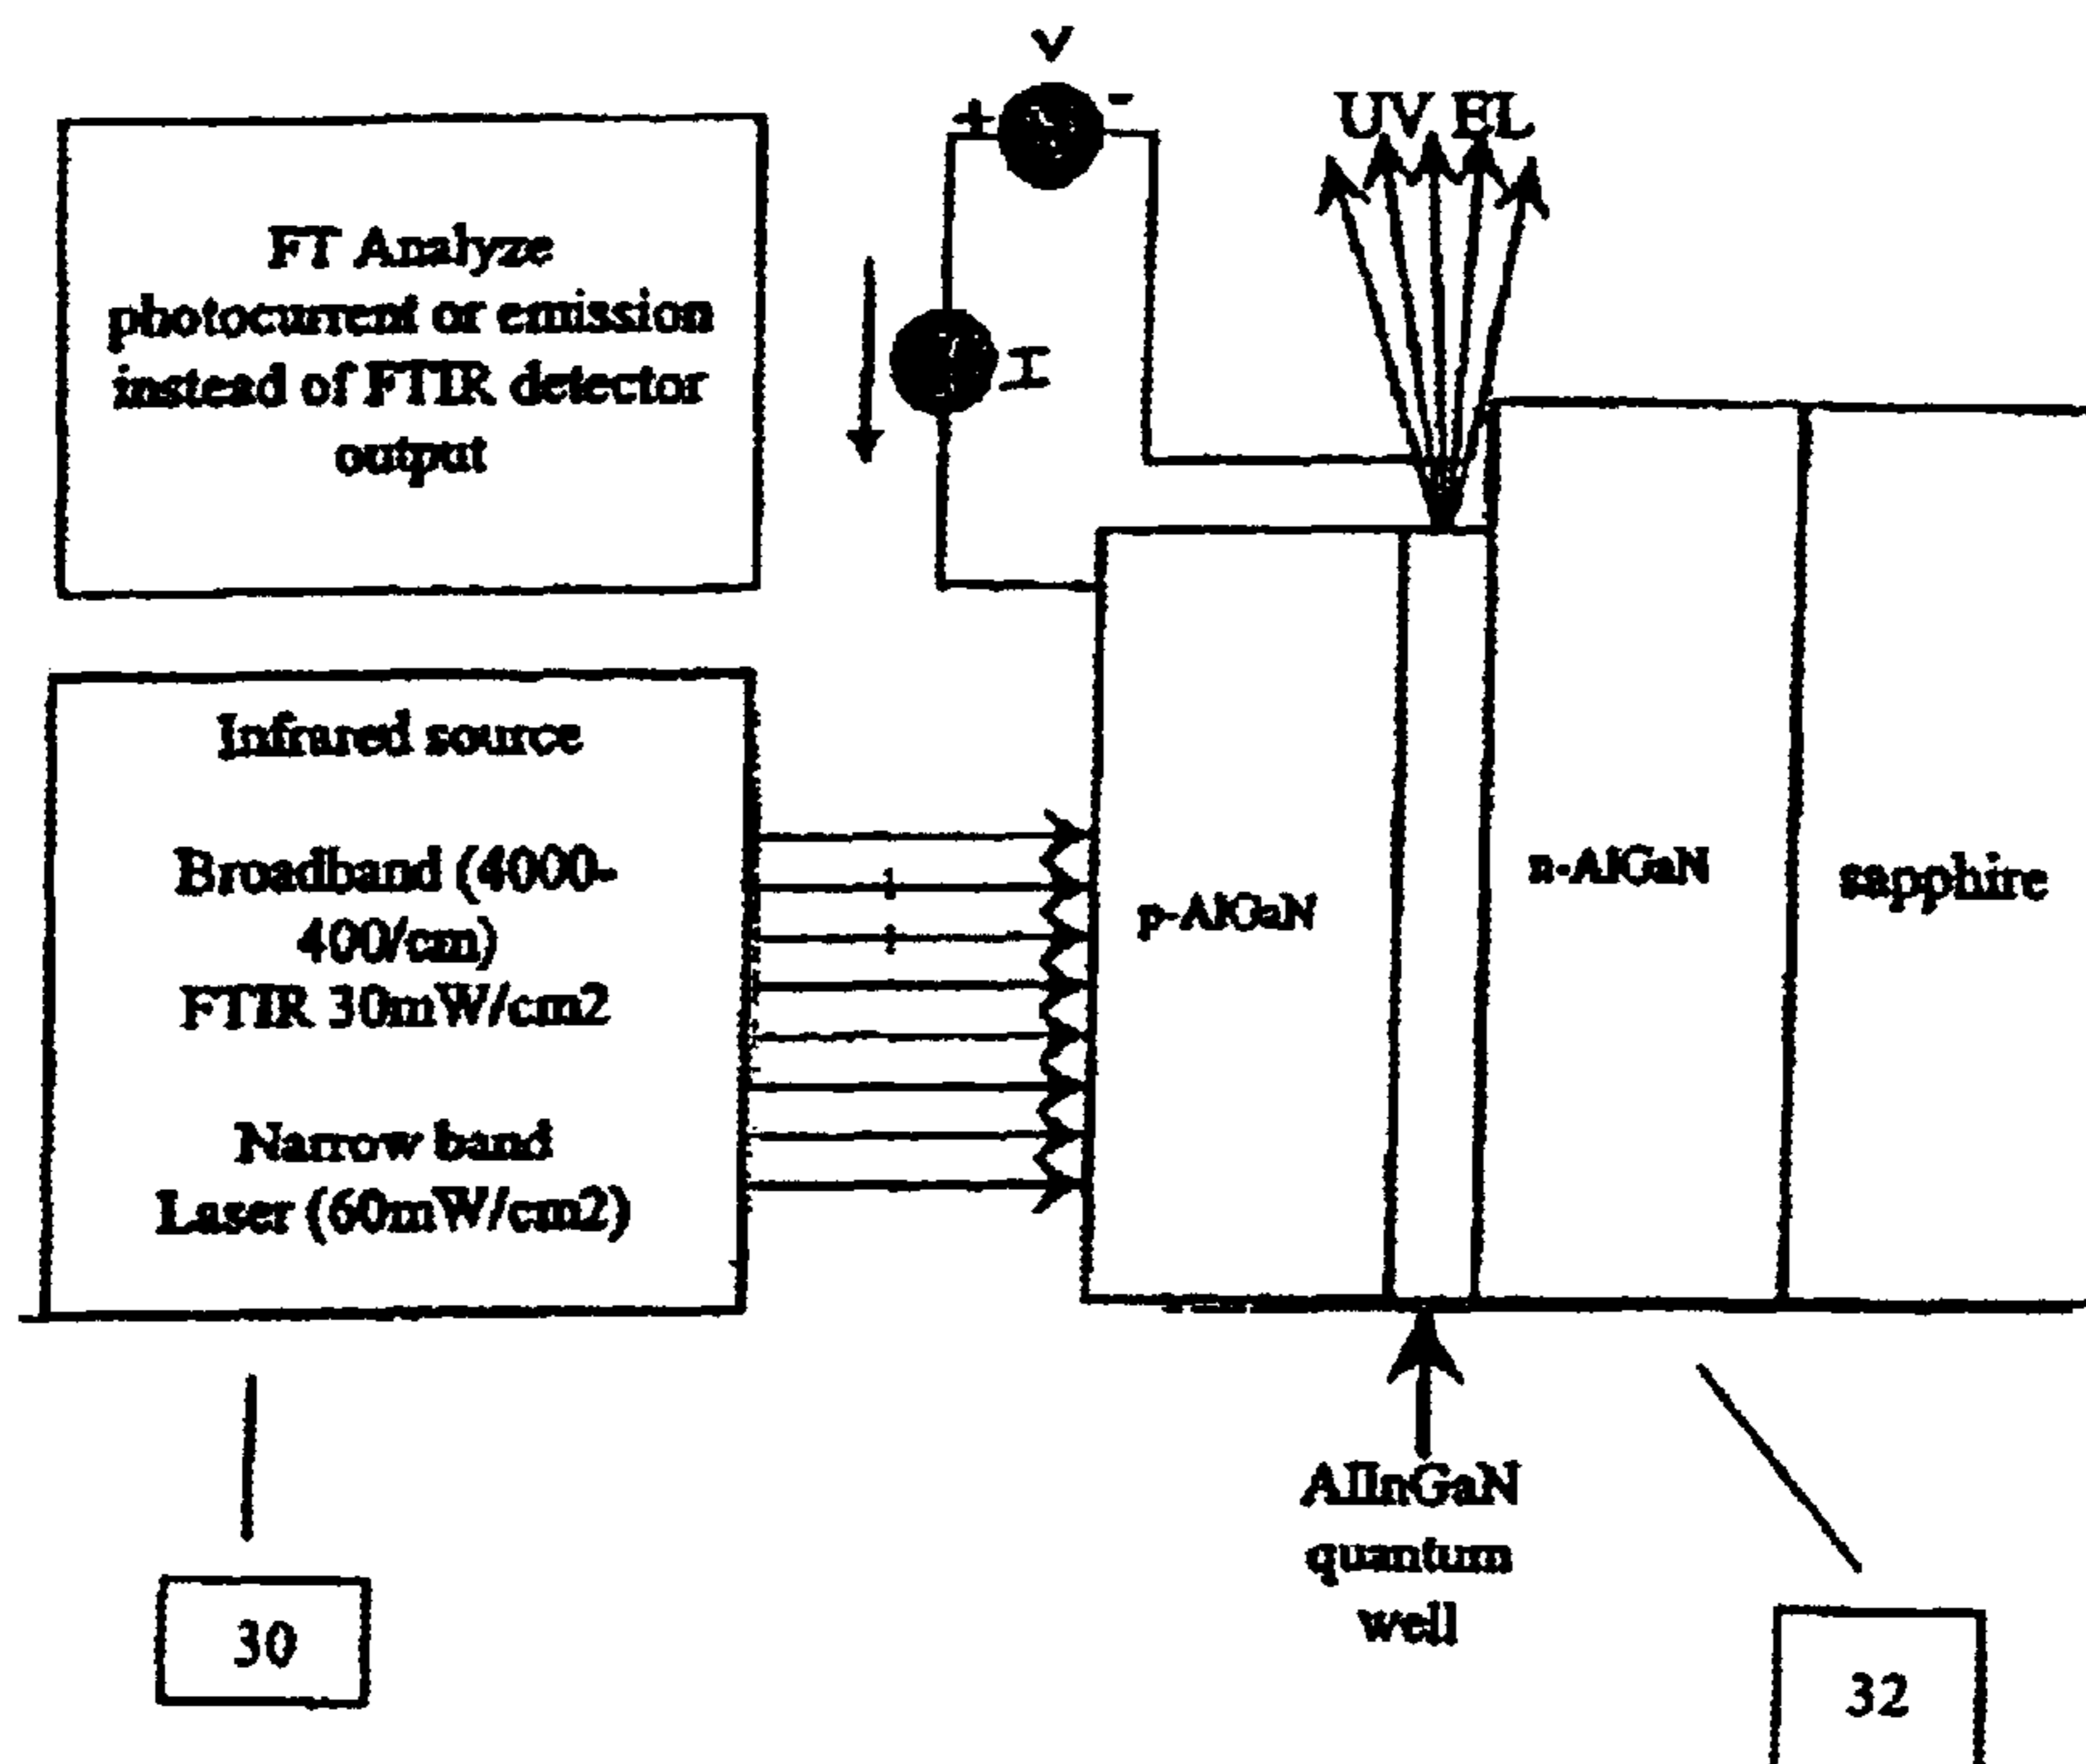 V
+
-
UV EL
FT Analyze
photocurrent or emission
instead of FTIR detector
output
I
Infrared source
Broadband (4000-
400/cm)
FTIR 30mW/cm2
Narrow band
Laser (60mW/cm2)
p-AlGaN
n-AlGaN
sapphire
AlInGaN
quantum
well
30
32